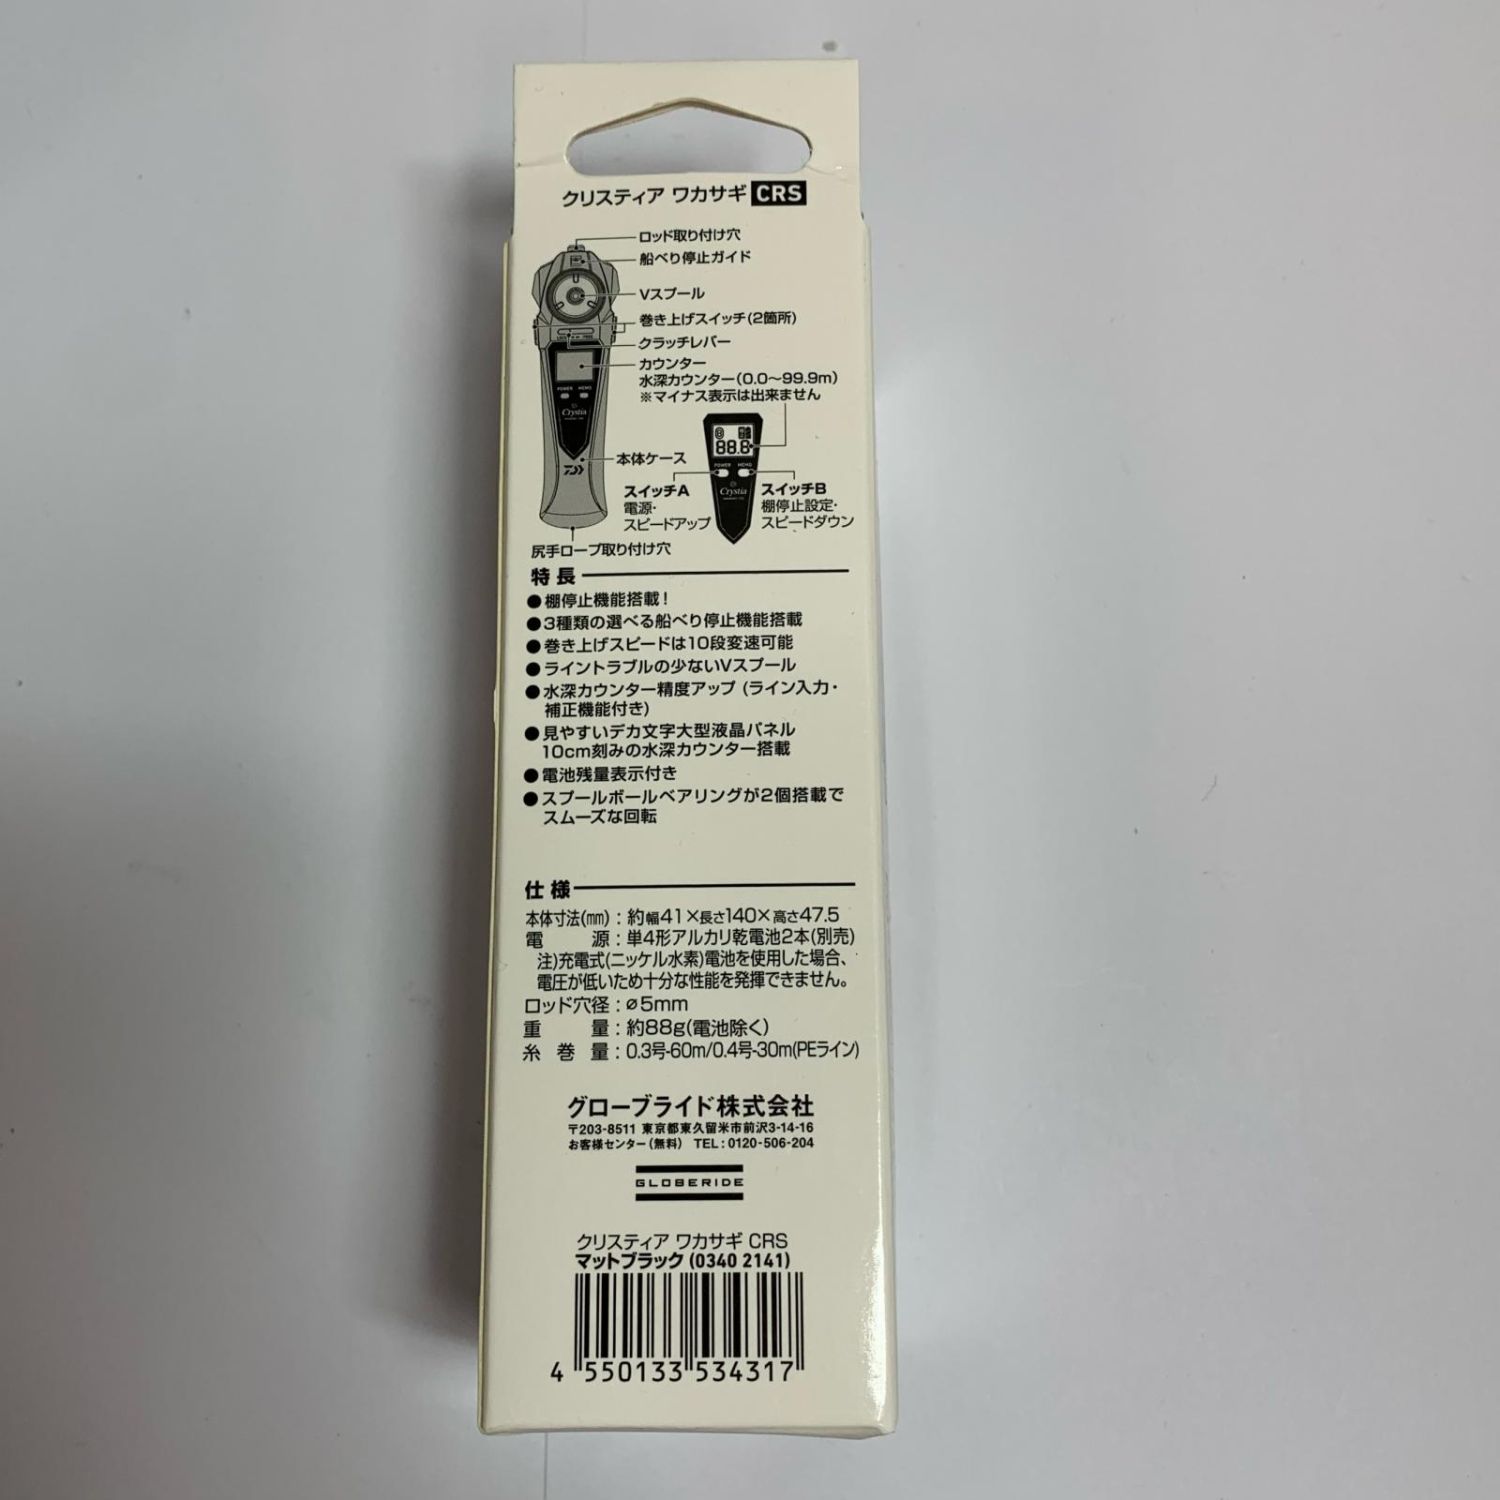 クリスティア ワカサギ CRS
ロッド取り付け穴
船べり停止ガイド
Vスプール
巻き上げスイッチ(2箇所)
クラッチレバー
カウンター
水深カウンター(0.0〜99.9m)
※マイナス表示は出来ません
POWER MEMO
Crystia
本体ケース
88.8
POWER MEMO
Crystia
スイッチA
電源・
スピードアップ
スイッチB
棚停止設定・
スピードダウン
尻手ロープ取り付け穴
特長
●棚停止機能搭載！
●3種類の選べる船べり停止機能搭載
●巻き上げスピードは10段変速可能
●ライントラブルの少ないVスプール
●水深カウンター精度アップ (ライン入力・
補正機能付き)
●見やすいデカ文字大型液晶パネル
10cm刻みの水深カウンター搭載
●電池残量表示付き
●スプールボールベアリングが2個搭載で
スムーズな回転
仕様
本体寸法(mm)：約幅41×長さ140×高さ47.5
電源：単4形アルカリ乾電池2本(別売)
注)充電式(ニッケル水素)電池を使用した場合、
電圧が低いため十分な性能を発揮できません。
ロッド穴径：ø5mm
重量：約88g(電池除く)
糸巻量：0.3号-60m/0.4号-30m(PEライン)
グローブライド株式会社
〒203-8511 東京都東久留米市前沢3-14-16
お客様センター(無料) TEL：0120-506-204
GLOBERIDE
クリスティア ワカサギ CRS
マットブラック(0340 2141)
4 550133 534317